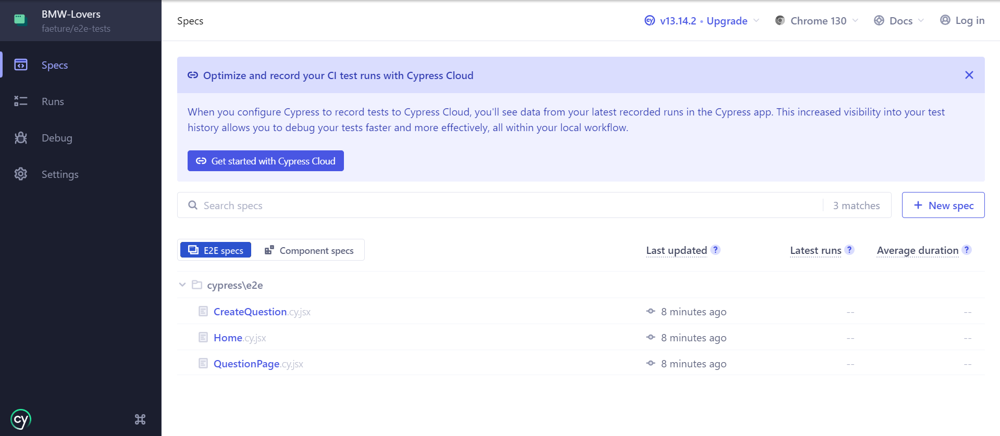 BMW-Lovers
faeture/e2e-tests
Specs
Runs
Debug
Settings
cy
Specs
cy v13.14.2 • Upgrade
Chrome 130
Docs
Log in
Optimize and record your CI test runs with Cypress Cloud
When you configure Cypress to record tests to Cypress Cloud, you'll see data from your latest recorded runs in the Cypress app. This increased visibility into your test
history allows you to debug your tests faster and more effectively, all within your local workflow.
Get started with Cypress Cloud
Search specs
3 matches
+ New spec
E2E specs
Component specs
Last updated ?
Latest runs ?
Average duration ?
cypress\e2e
CreateQuestion.cy.jsx 8 minutes ago -- --
Home.cy.jsx 8 minutes ago -- --
QuestionPage.cy.jsx 8 minutes ago -- --